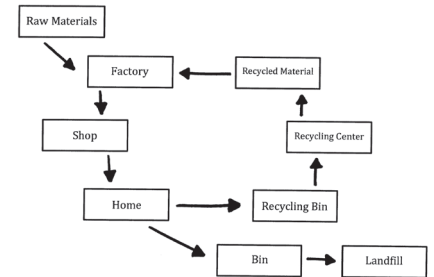 Raw Materials
Factory
Recycled Material
Shop
Recycling Center
Home
Recycling Bin
Bin
Landfill